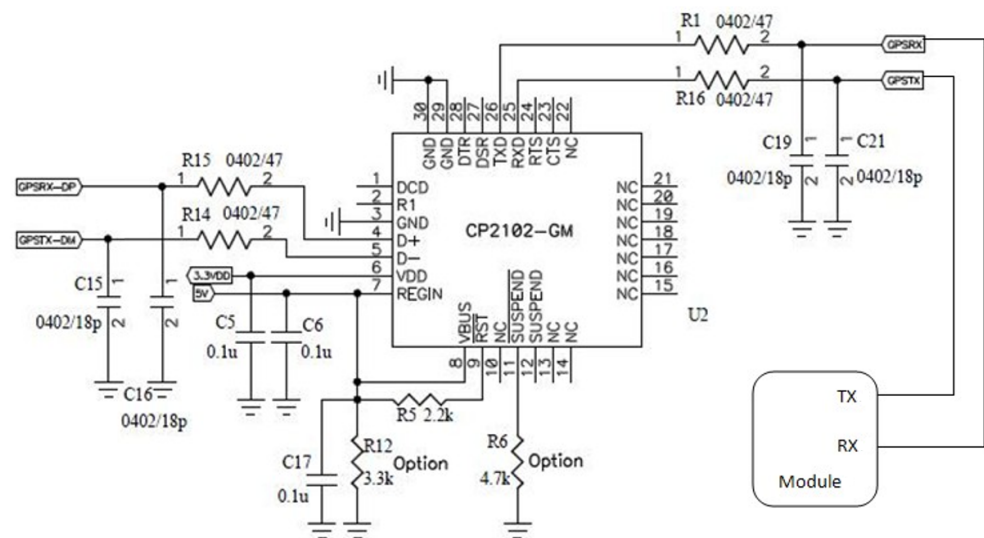 R1 0402/47
1 2
GPSRX
1 2
GPSTX
R16 0402/47
30 29 28 27 26 25 24 23 22
GND GND DTR DSR TXD RXD RTS CTS NC
C19 1 1 C21
0402/18p 2 2 0402/18p
R15 0402/47
GPSRX-DP
1 2
R14 0402/47
GPSTX-DM
1 2
1 DCD
2 R1
3 GND
4 D+
5 D-
6 VDD
7 REGIN
CP2102-GM
NC 21
NC 20
NC 19
NC 18
NC 17
NC 16
NC 15
U2
3.3VDD
5V
C15 1 1
0402/18p 2 2
C16
0402/18p
C5 C6
0.1u 0.1u
VBUS RST NC SUSPEND SUSPEND NC NC
8 9 10 11 12 13 14
R5 2.2k
R12
3.3k
Option
C17
0.1u
R6
4.7k
Option
TX
RX
Module